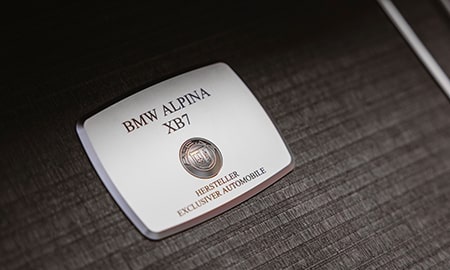 BMW ALPINA
XB7
HERSTELLER
EXCLUSIVER AUTOMOBILE